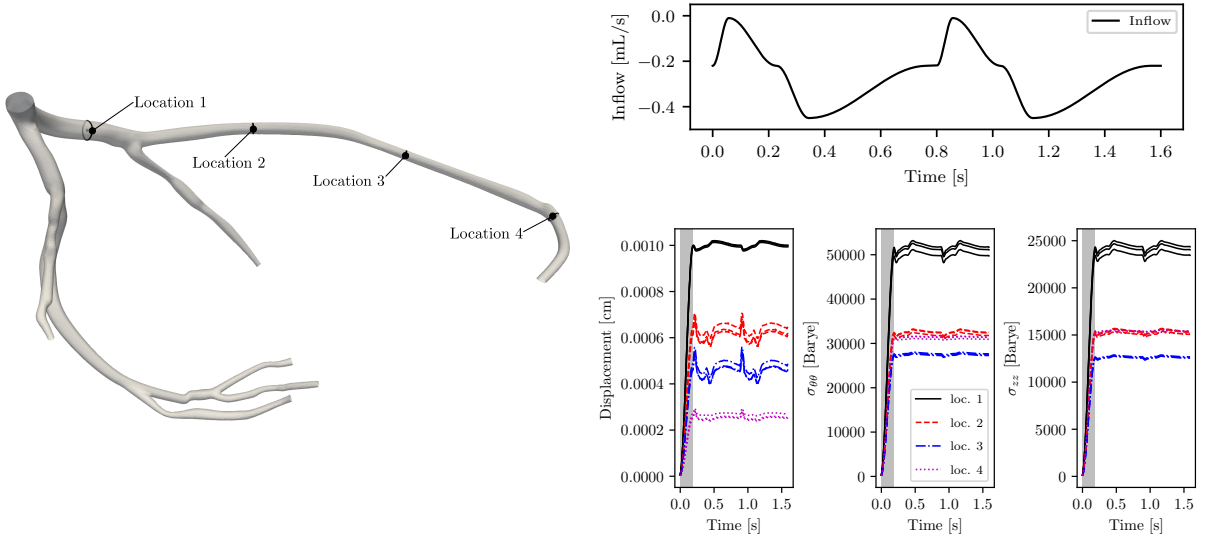 Location 1
Location 2
Location 3
Location 4
Inflow [mL/s]
0.0
−0.2
−0.4
Inflow
0.0 0.2 0.4 0.6 0.8 1.0 1.2 1.4 1.6
Time [s]
Displacement [cm]
0.0010
0.0008
0.0006
0.0004
0.0002
0.0000
0.0 0.5 1.0 1.5
Time [s]
σθθ [Barye]
50000
40000
30000
20000
10000
0
loc. 1
loc. 2
loc. 3
loc. 4
0.0 0.5 1.0 1.5
Time [s]
σzz [Barye]
25000
20000
15000
10000
5000
0
0.0 0.5 1.0 1.5
Time [s]